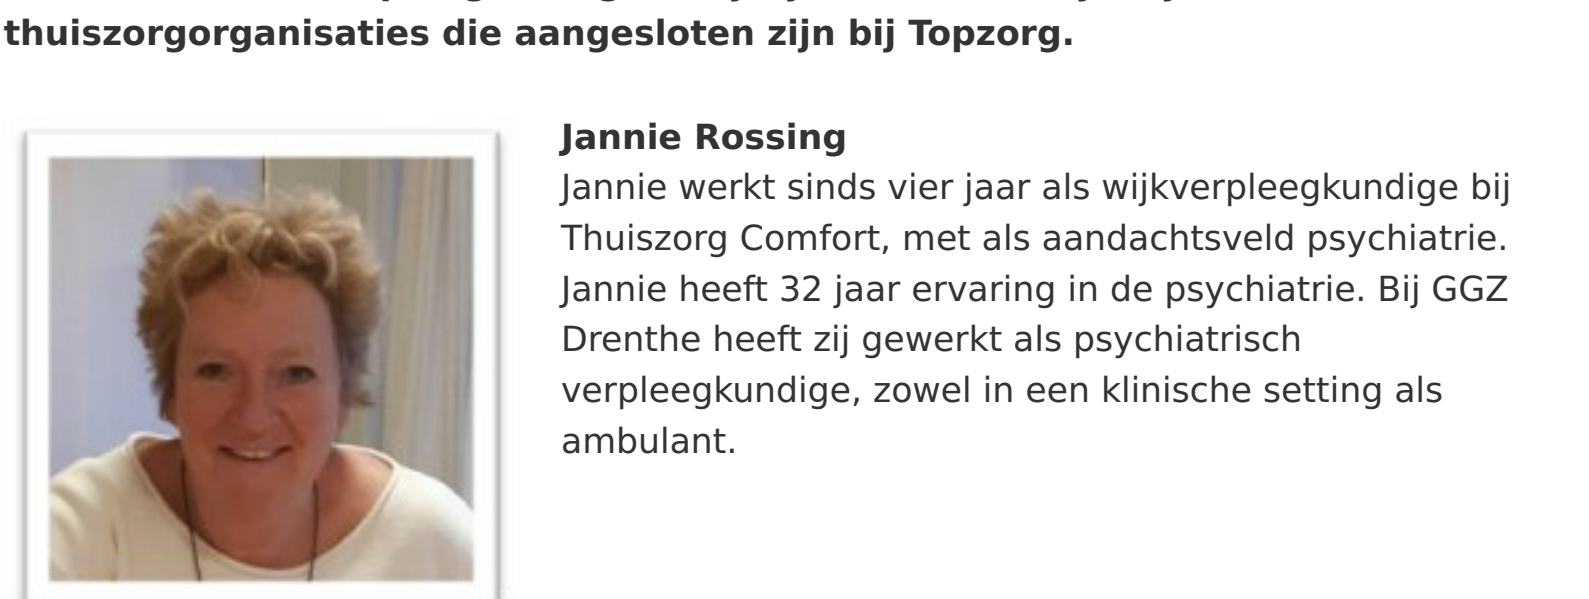 thuiszorgorganisaties die aangesloten zijn bij Topzorg.
Jannie Rossing
Jannie werkt sinds vier jaar als wijkverpleegkundige bij
Thuiszorg Comfort, met als aandachtsveld psychiatrie.
Jannie heeft 32 jaar ervaring in de psychiatrie. Bij GGZ
Drenthe heeft zij gewerkt als psychiatrisch
verpleegkundige, zowel in een klinische setting als
ambulant.